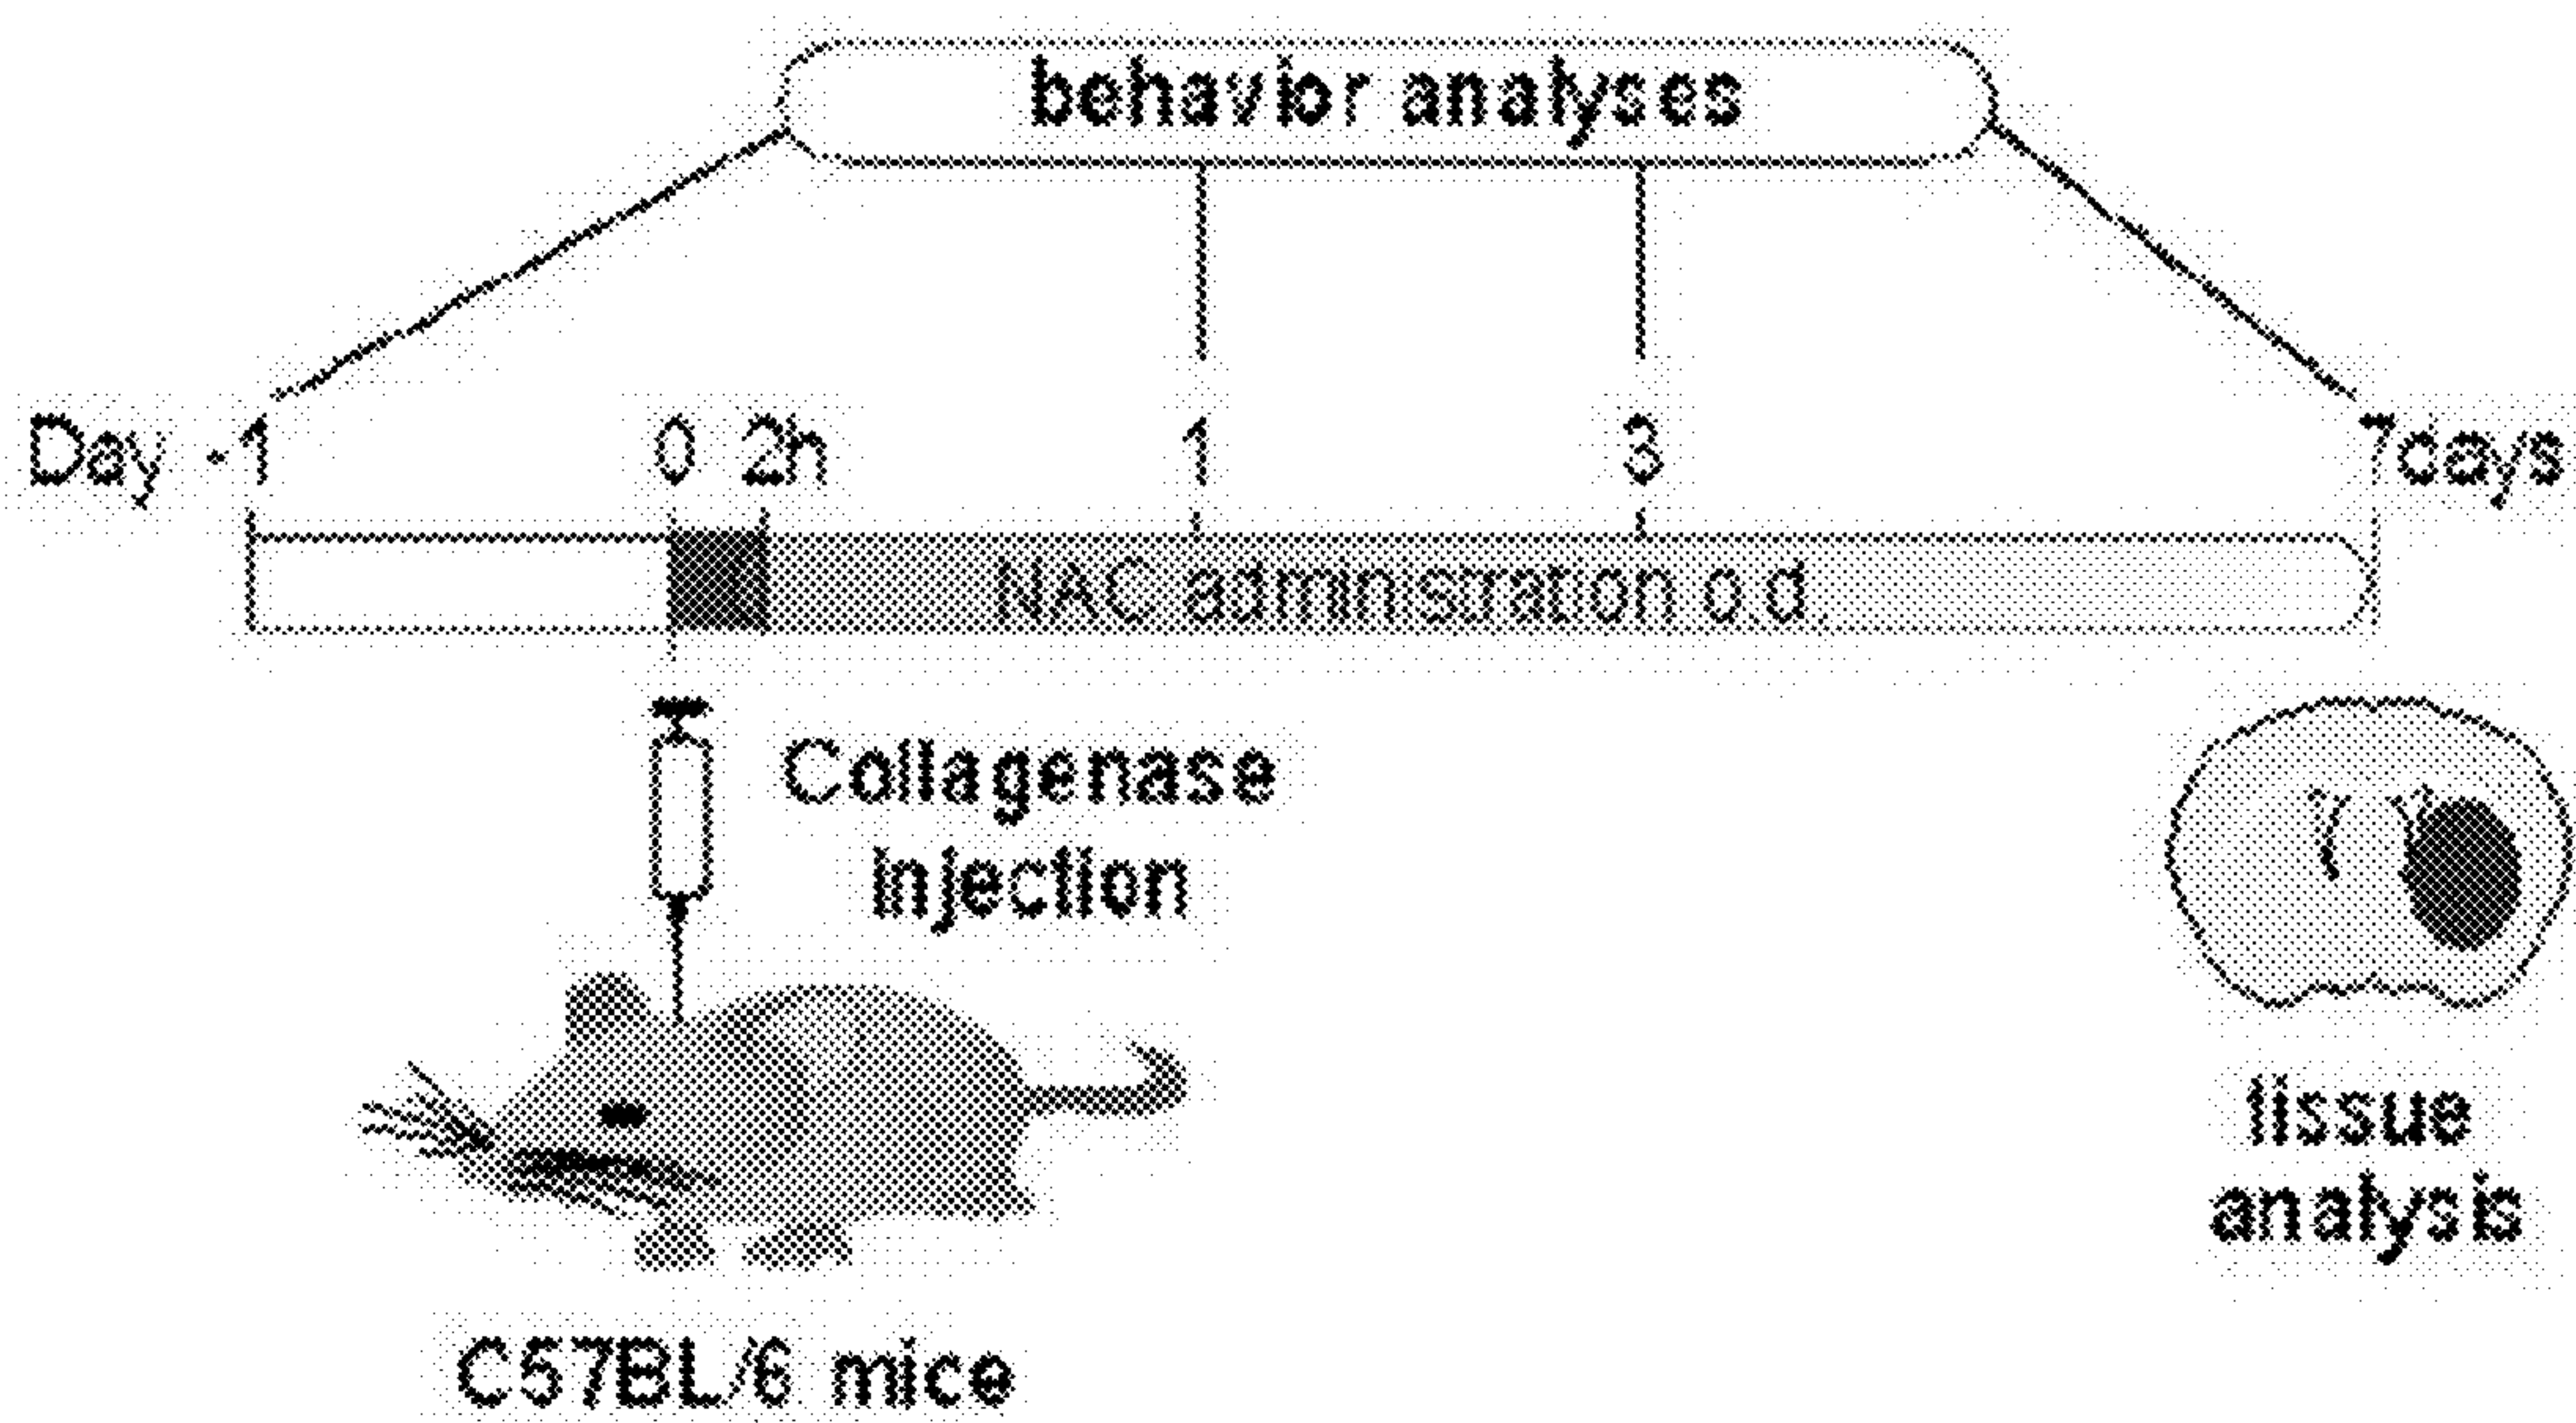 behavior analyses
Day -1 0 2h 1 3 7days
NAC administration o.d.
Collagenase
injection
tissue
analysis
C57BL/6 mice